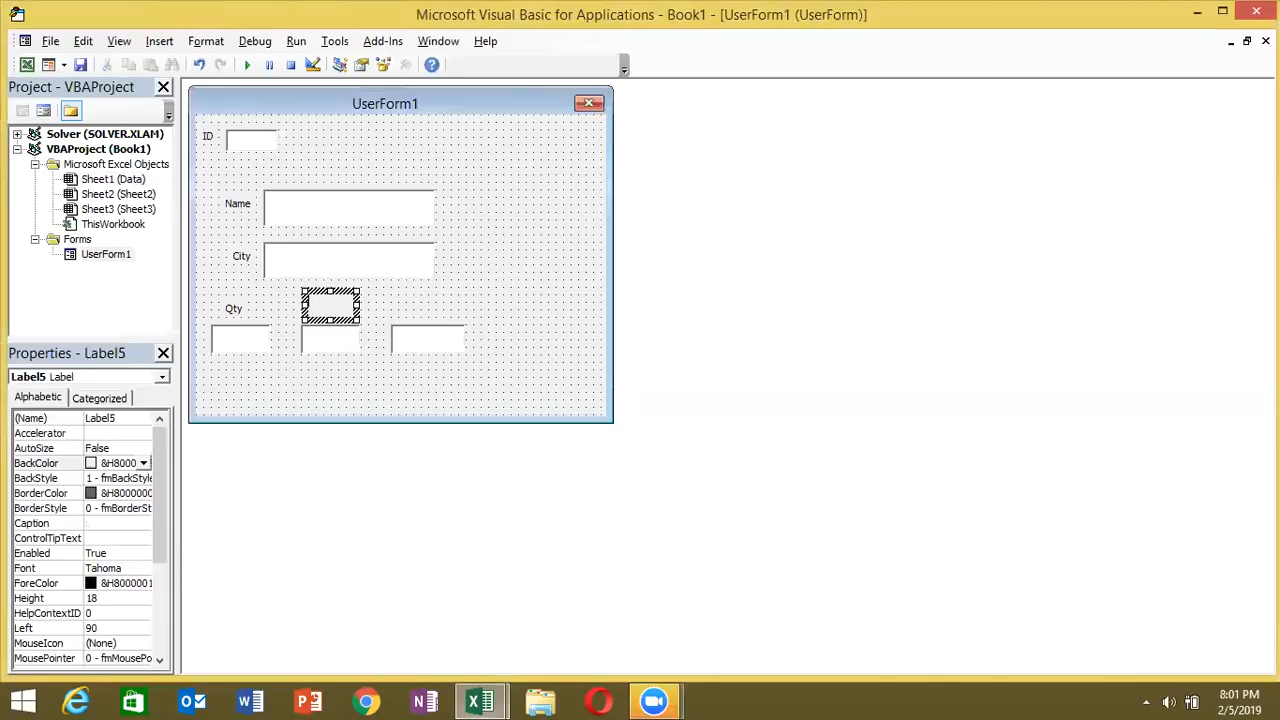 Microsoft Visual Basic for Applications - Book1 - [UserForm1 (UserForm)]
File Edit View Insert Format Debug Run Tools Add-Ins Window Help
Project - VBAProject
Solver (SOLVER.XLAM)
VBAProject (Book1)
Microsoft Excel Objects
Sheet1 (Data)
Sheet2 (Sheet2)
Sheet3 (Sheet3)
ThisWorkbook
Forms
UserForm1
Properties - Label5
Label5 Label
Alphabetic Categorized
(Name) Label5
Accelerator
AutoSize False
BackColor &H8000
BackStyle 1 - fmBackStyle
BorderColor &H8000000
BorderStyle 0 - fmBorderSt
Caption
ControlTipText
Enabled True
Font Tahoma
ForeColor &H8000001
Height 18
HelpContextID 0
Left 90
MouseIcon (None)
MousePointer 0 - fmMousePo
UserForm1
ID
Name
City
Qty
8:01 PM
2/5/2019